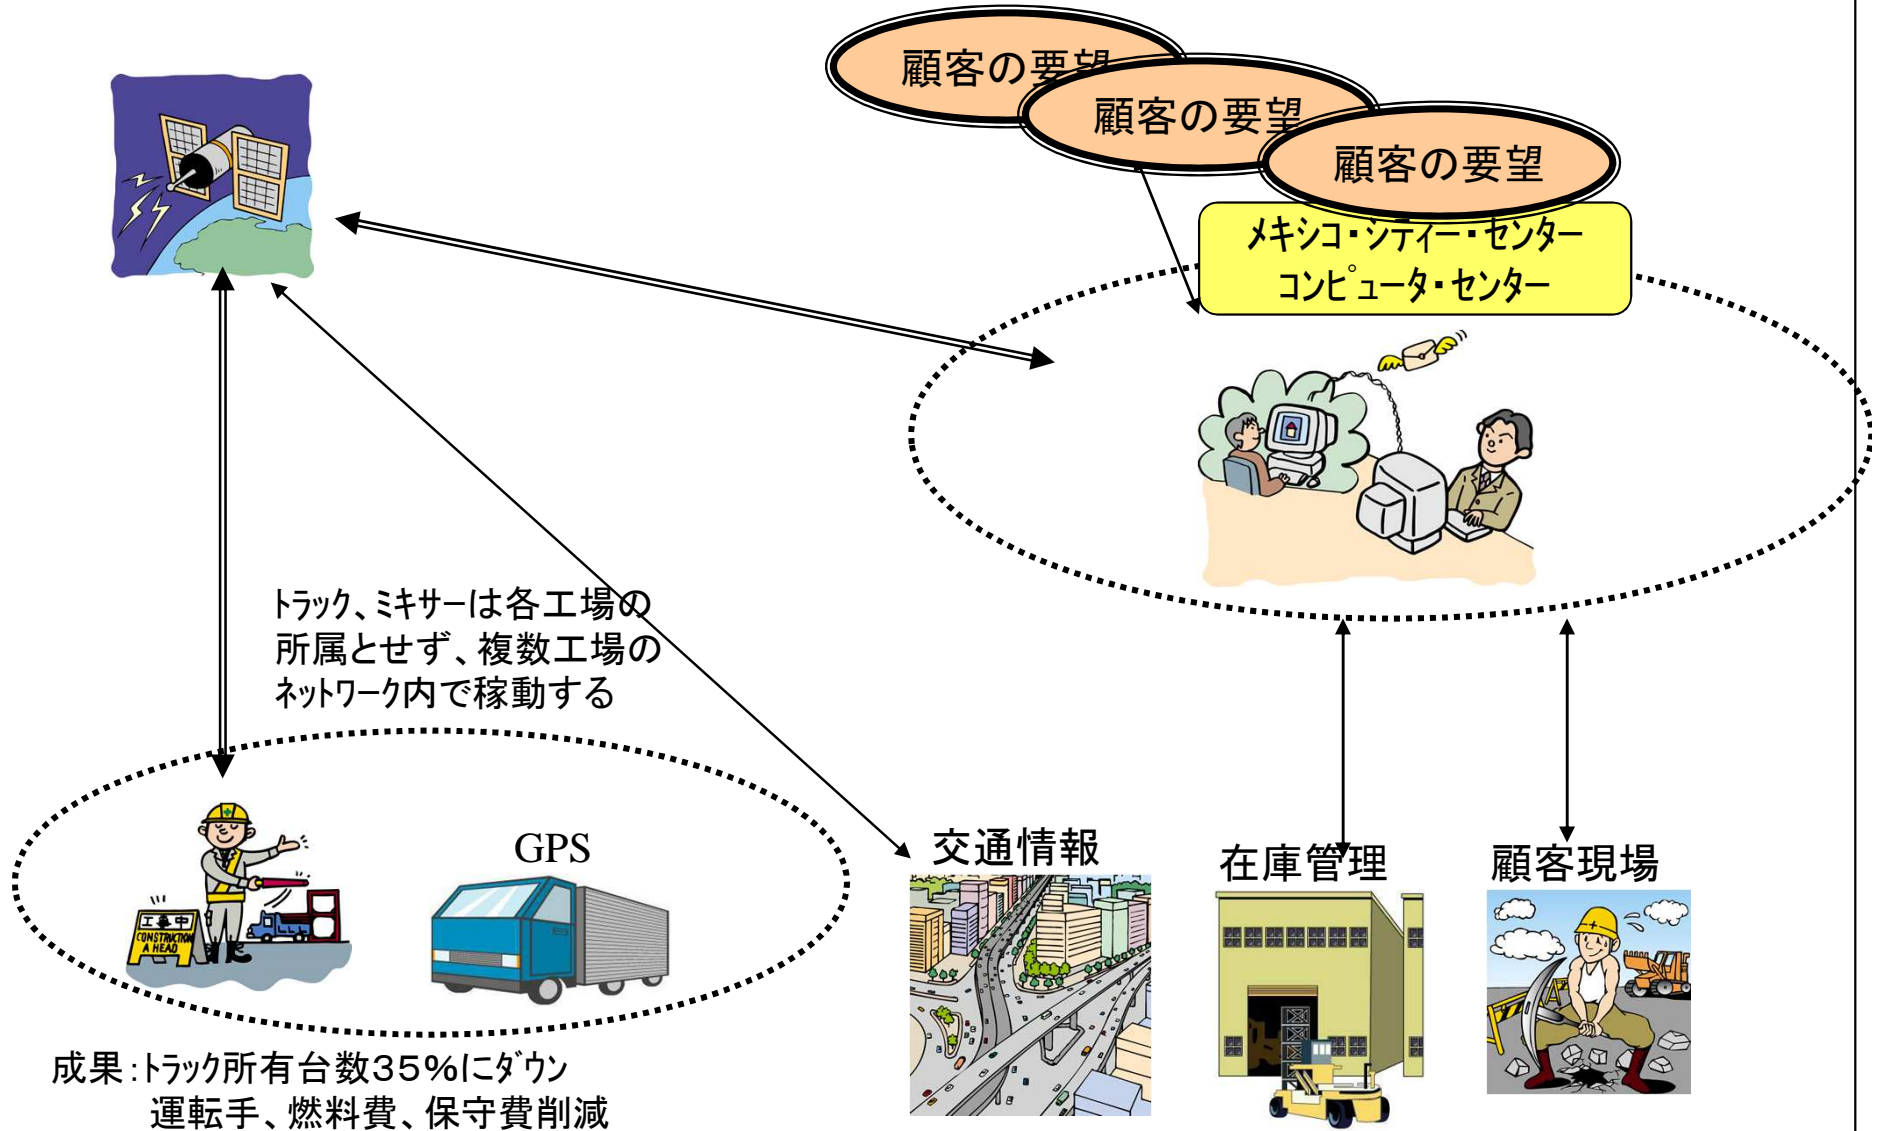 顧客の要望
顧客の要望
顧客の要望
メキシコ・シティー・センター
コンピュータ・センター
トラック、ミキサーは各工場の
所属とせず、複数工場の
ネットワーク内で稼動する
GPS
工事中
CONSTRUCTION
AHEAD
交通情報
在庫管理
顧客現場
成果:トラック所有台数35%にダウン
運転手、燃料費、保守費削減